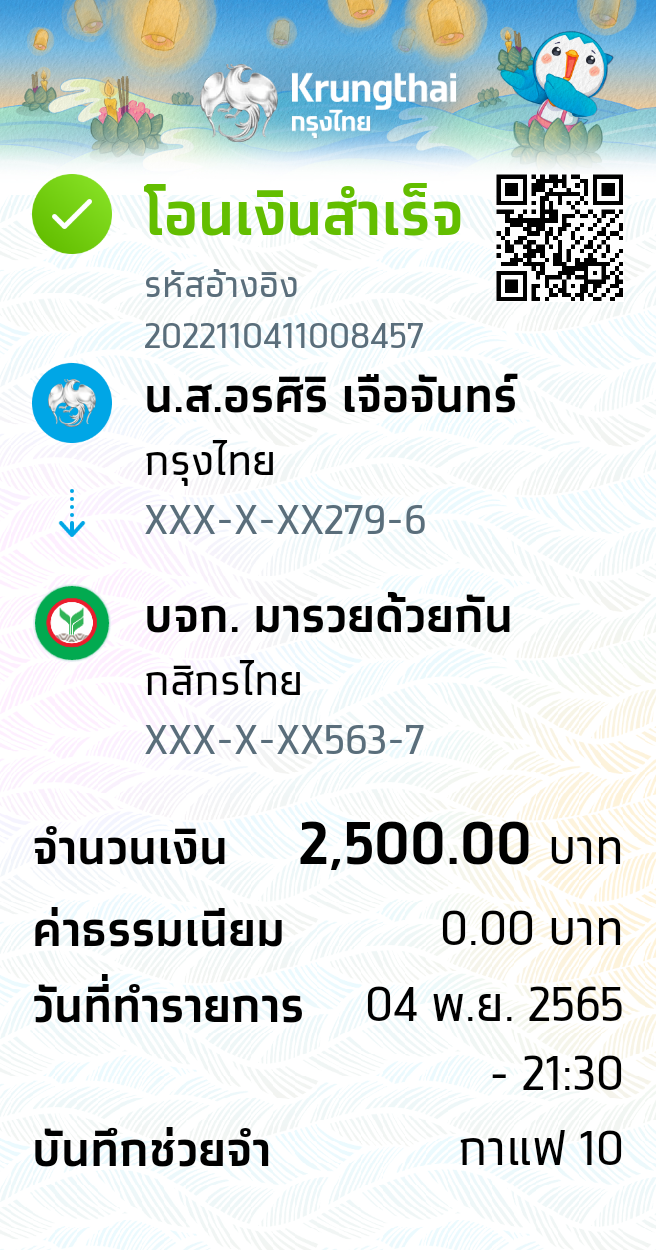 Krungthai
กรุงไทย
โอนเงินสำเร็จ
รหัสอ้างอิง
2022110411008457
น.ส.อรศิริ เจือจันทร์
กรุงไทย
XXX-X-XX279-6
บจก. มารวยด้วยกัน
กสิกรไทย
XXX-X-XX563-7
จำนวนเงิน 2,500.00 บาท
ค่าธรรมเนียม 0.00 บาท
วันที่ทำรายการ 04 พ.ย. 2565
- 21:30
บันทึกช่วยจำ กาแฟ 10